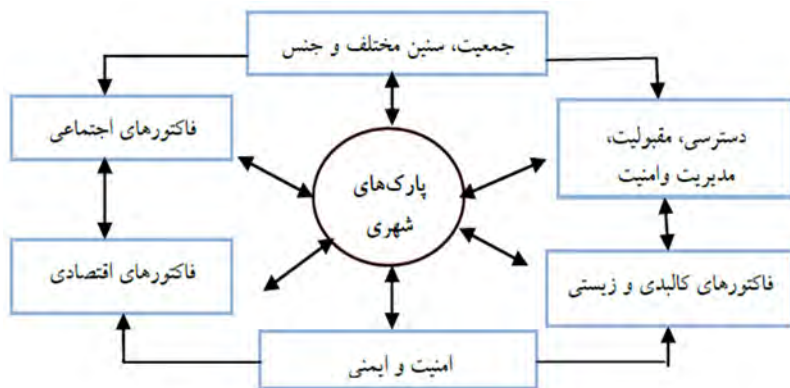 جمعیت، سنین مختلف و جنس
فاکتورهای اجتماعی
دسترسی، مقبولیت،
مدیریت وامنیت
پارک‌های
شهری
فاکتورهای اقتصادی
فاکتورهای کالبدی و زیستی
امنیت و ایمنی